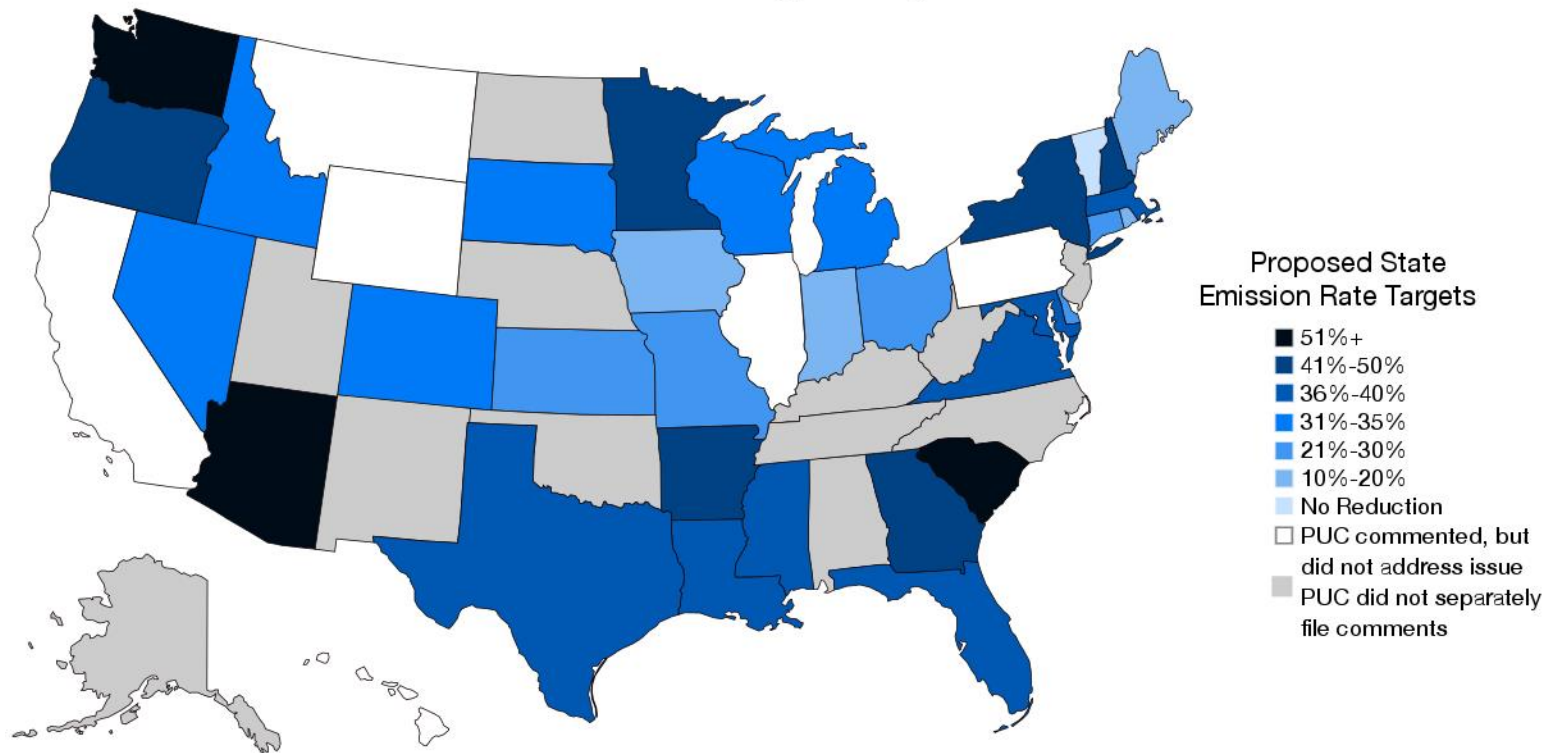 Proposed State
Emission Rate Targets
51%+
41%-50%
36%-40%
31%-35%
21%-30%
10%-20%
No Reduction
PUC commented, but
did not address issue
PUC did not separately
file comments